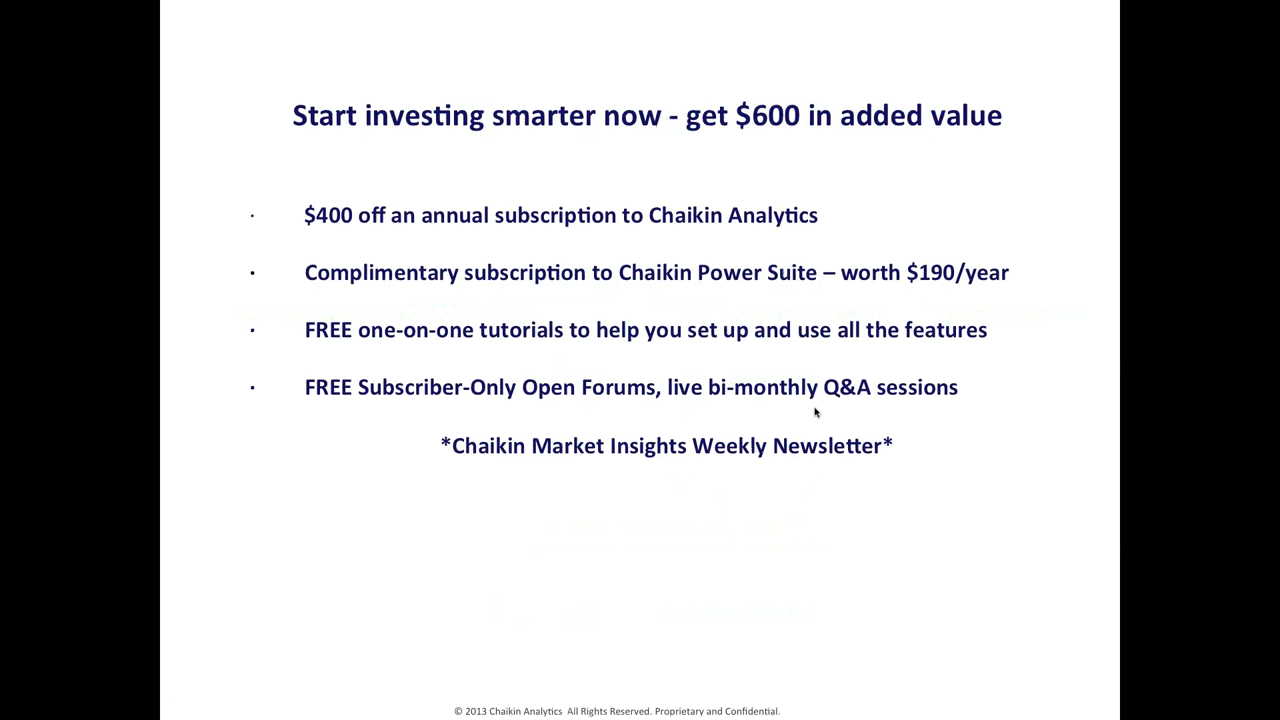 Start investing smarter now - get $600 in added value
· $400 off an annual subscription to Chaikin Analytics
· Complimentary subscription to Chaikin Power Suite – worth $190/year
· FREE one-on-one tutorials to help you set up and use all the features
· FREE Subscriber-Only Open Forums, live bi-monthly Q&A sessions
*Chaikin Market Insights Weekly Newsletter*
© 2013 Chaikin Analytics All Rights Reserved. Proprietary and Confidential.